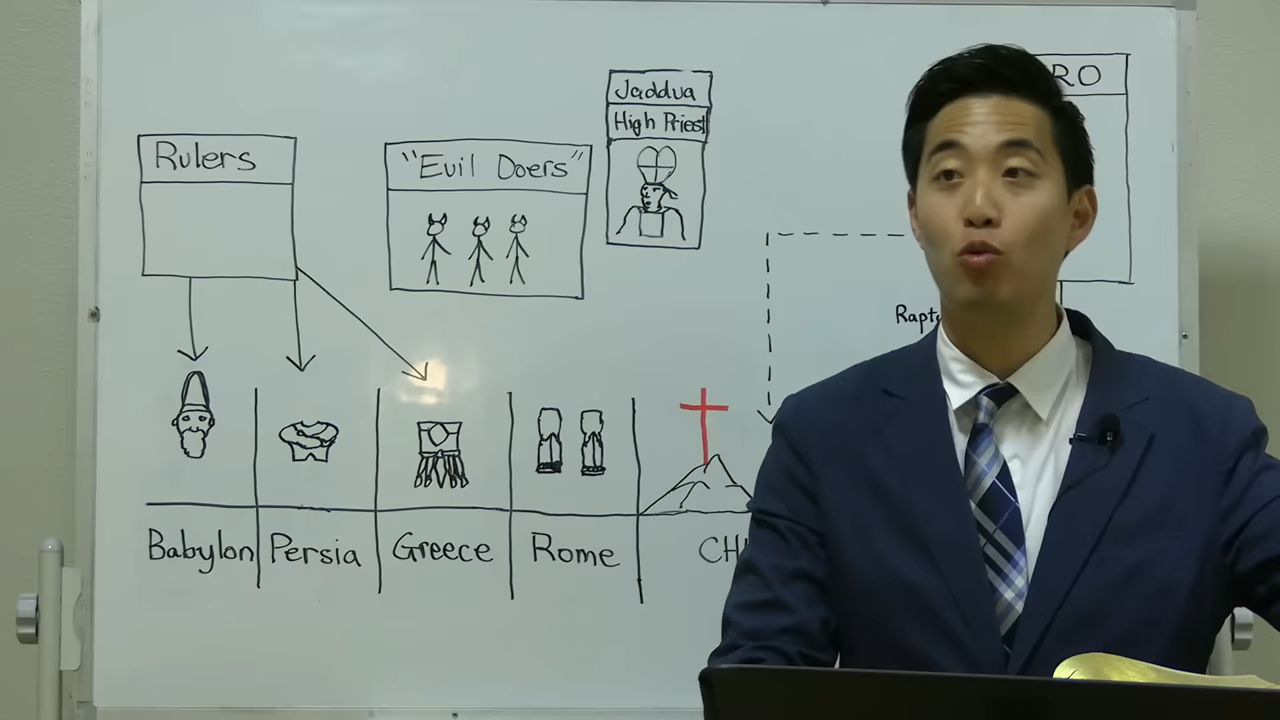 Rulers
"Evil Doers"
Jaddua
High Priest
Babylon
Persia
Greece
Rome